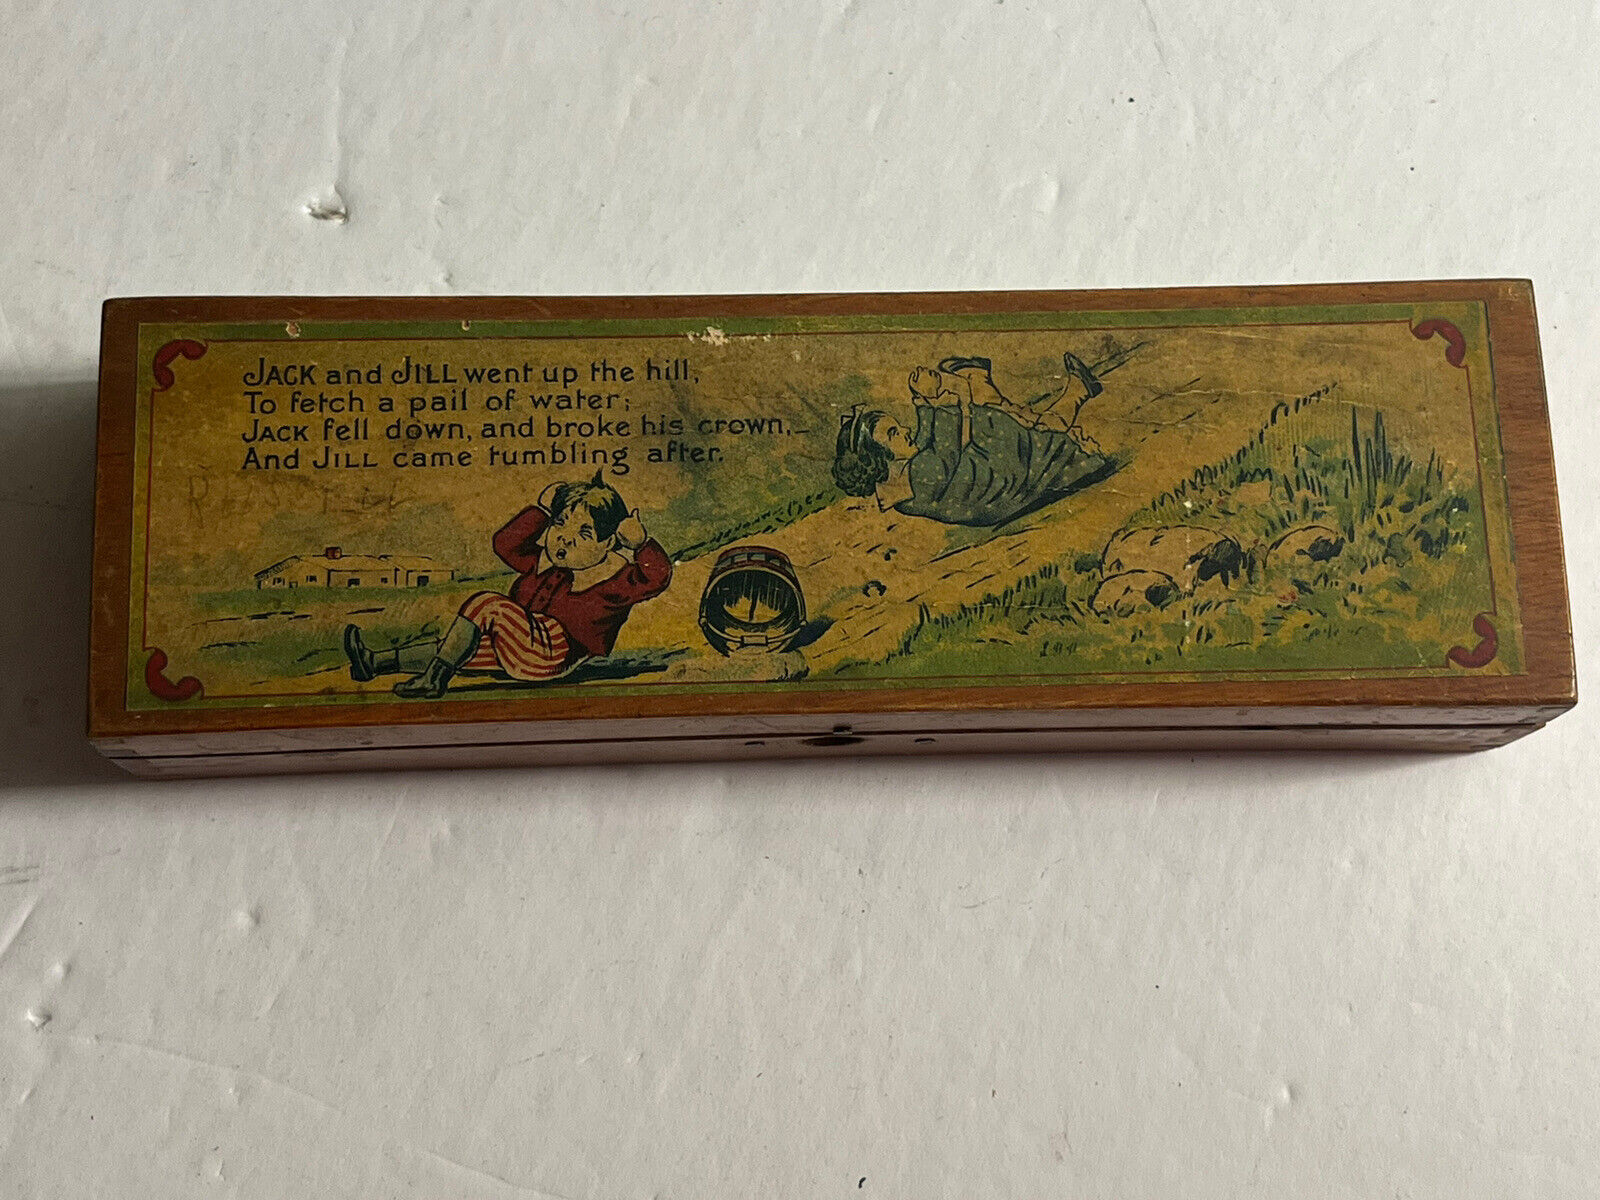 JACK and JILL went up the hill,
To fetch a pail of water;
JACK fell down, and broke his crown,
And JILL came tumbling after.